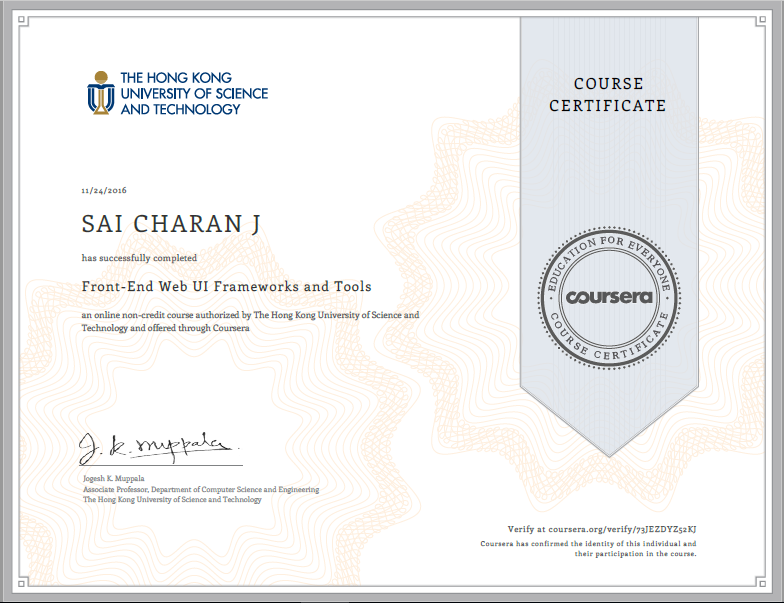 THE HONG KONG
UNIVERSITY OF SCIENCE
AND TECHNOLOGY
COURSE
CERTIFICATE
11/24/2016
SAI CHARAN J
has successfully completed
Front-End Web UI Frameworks and Tools
an online non-credit course authorized by The Hong Kong University of Science and
Technology and offered through Coursera
EDUCATION FOR EVERYONE
coursera
COURSE CERTIFICATE
J. K. Muppala
Jogesh K. Muppala
Associate Professor, Department of Computer Science and Engineering
The Hong Kong University of Science and Technology
Verify at coursera.org/verify/73JEZDYZ52KJ
Coursera has confirmed the identity of this individual and
their participation in the course.